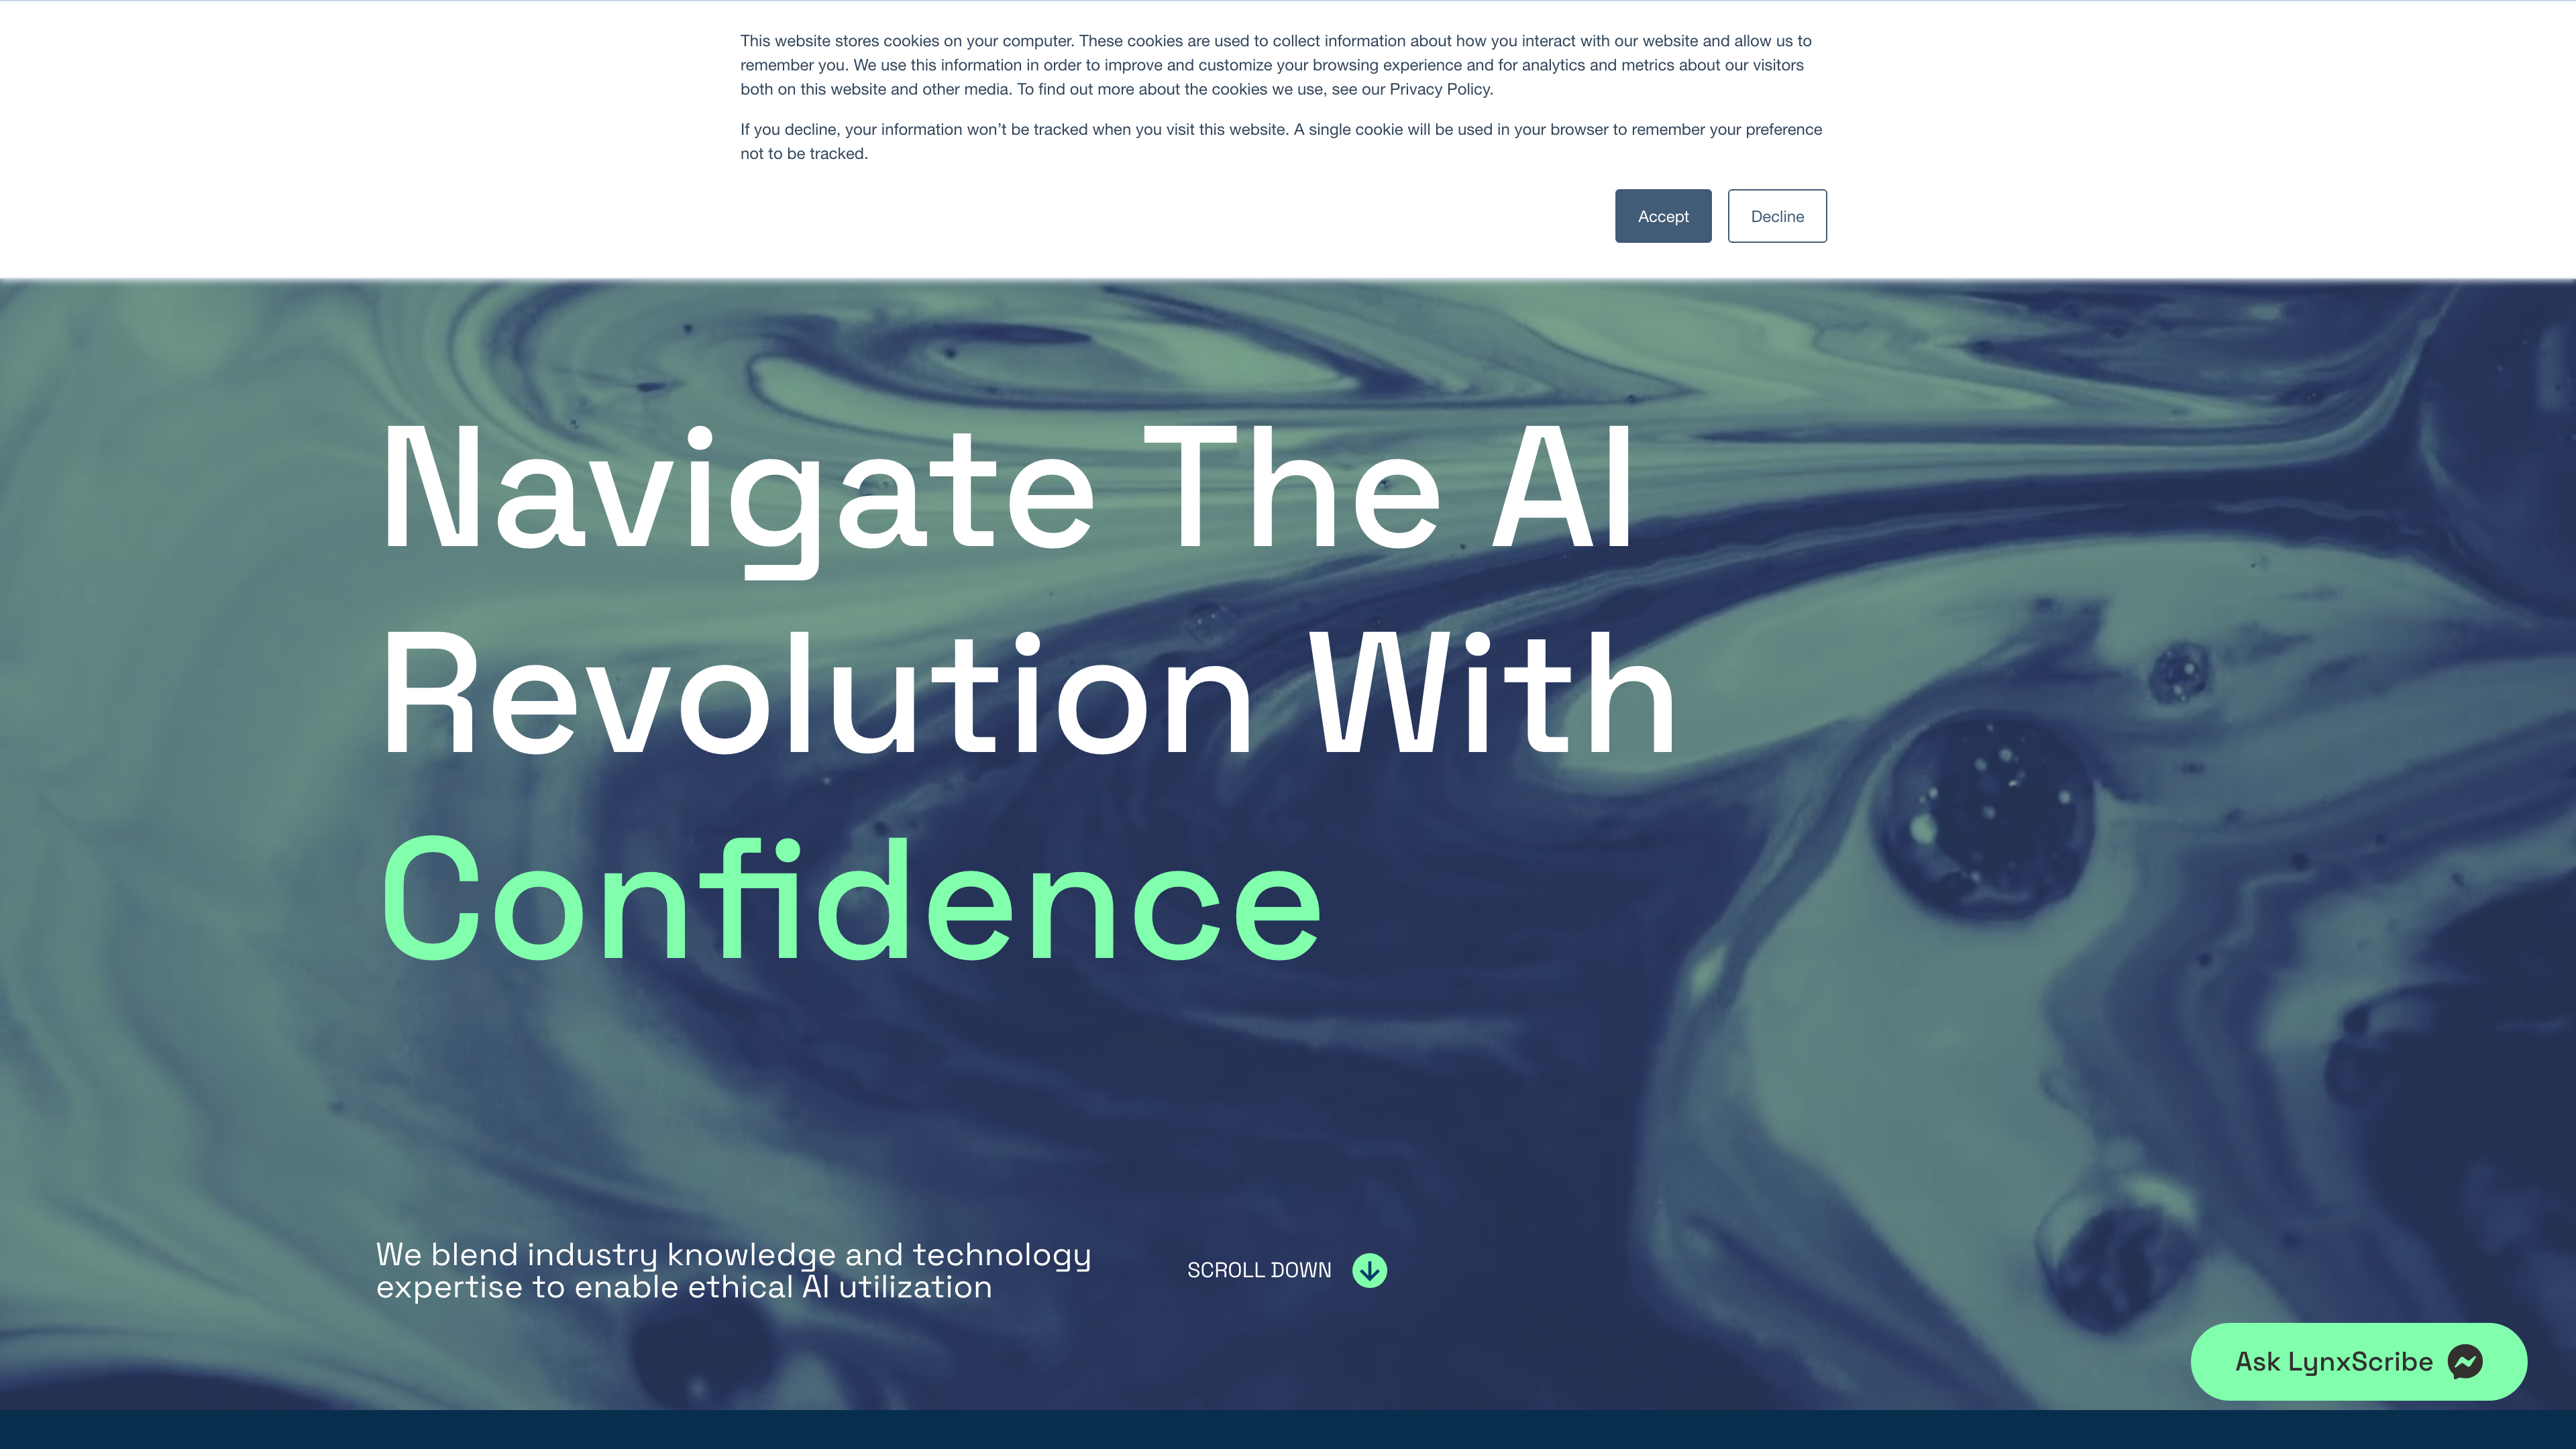 This website stores cookies on your computer. These cookies are used to collect information about how you interact with our website and allow us to
remember you. We use this information in order to improve and customize your browsing experience and for analytics and metrics about our visitors
both on this website and other media. To find out more about the cookies we use, see our Privacy Policy.
If you decline, your information won’t be tracked when you visit this website. A single cookie will be used in your browser to remember your preference
not to be tracked.
Accept
Decline
Navigate The AI
Revolution With
Confidence
We blend industry knowledge and technology
expertise to enable ethical AI utilization
SCROLL DOWN
Ask LynxScribe